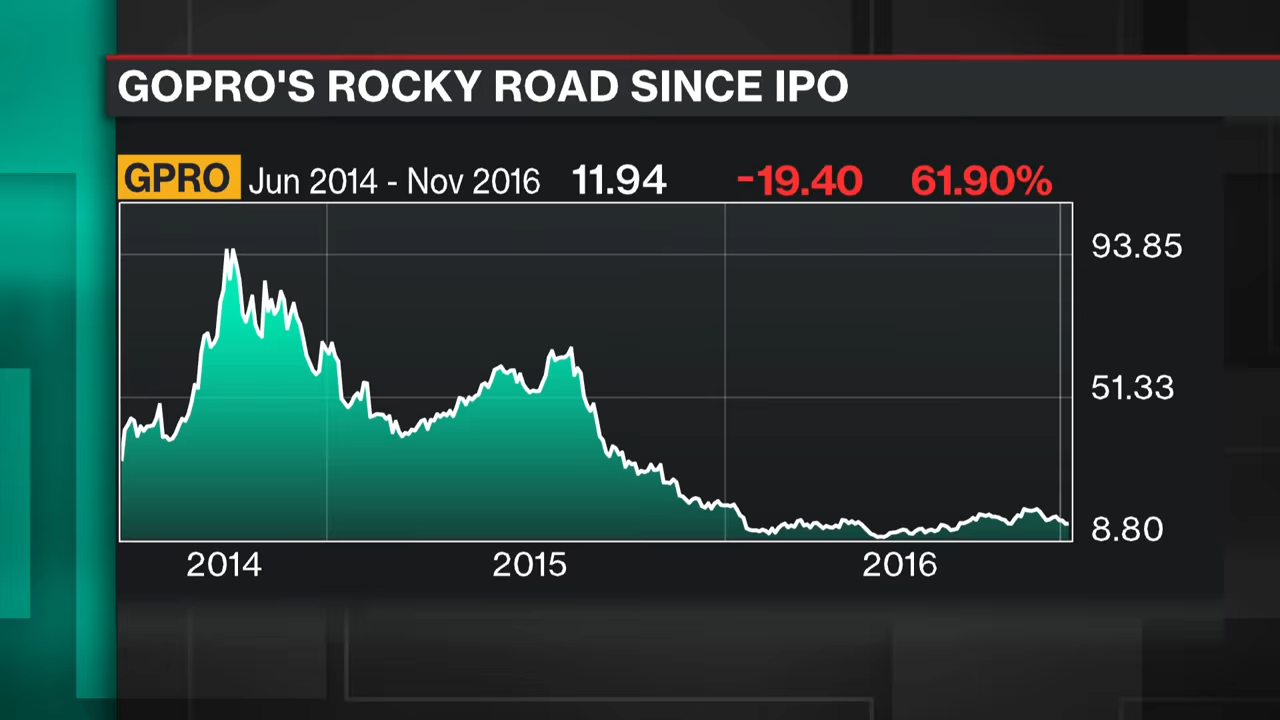 GOPRO'S ROCKY ROAD SINCE IPO
GPRO Jun 2014 - Nov 2016 11.94 -19.40 61.90%
93.85
51.33
8.80
2014 2015 2016